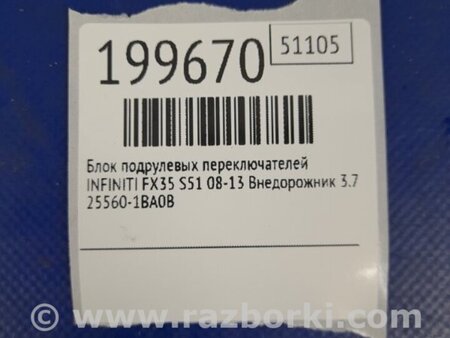 199670
51105
Блок подрулевых переключателей
INFINITI FX35 S51 08-13 Внедорожник 3.7
25560-1BA0B
© www.razborki.com